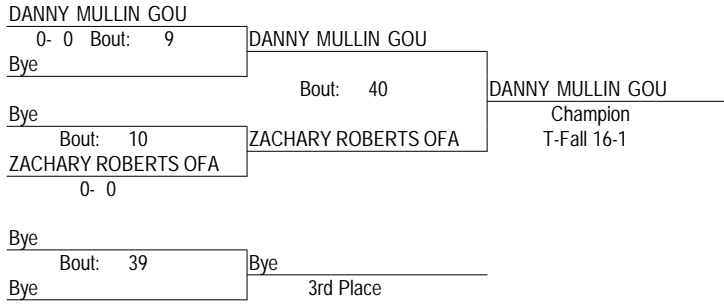 DANNY MULLIN GOU
0- 0 Bout: 9
DANNY MULLIN GOU
Bye
Bout: 40
DANNY MULLIN GOU
Bye
Champion
Bout: 10
ZACHARY ROBERTS OFA
T-Fall 16-1
ZACHARY ROBERTS OFA
0- 0
Bye
Bout: 39
Bye
Bye
3rd Place